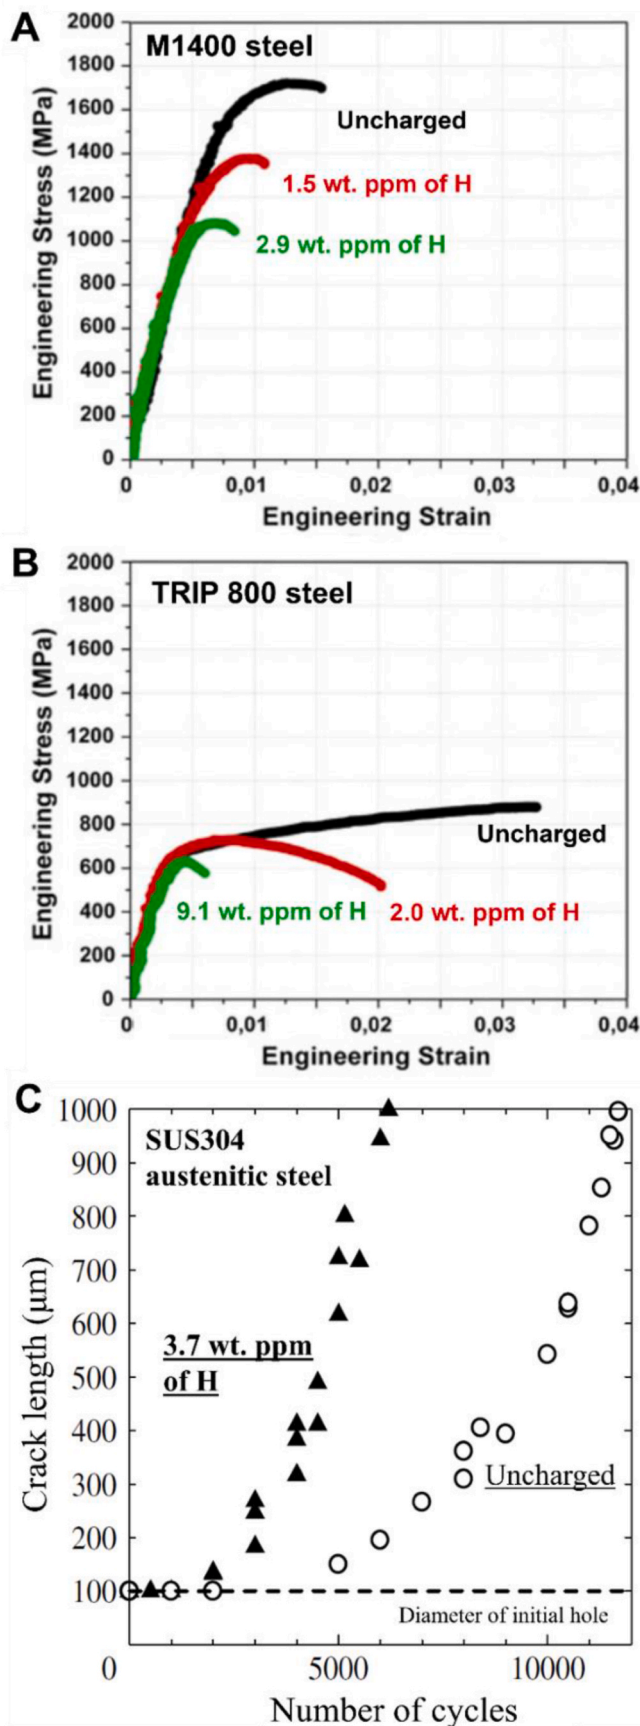 A
M1400 steel
2000
1800
1600
1400
1200
1000
800
600
400
200
0
Engineering Stress (MPa)
Uncharged
1.5 wt. ppm of H
2.9 wt. ppm of H
0 0,01 0,02 0,03 0,04
Engineering Strain
B
TRIP 800 steel
2000
1800
1600
1400
1200
1000
800
600
400
200
0
Engineering Stress (MPa)
Uncharged
9.1 wt. ppm of H
2.0 wt. ppm of H
0 0,01 0,02 0,03 0,04
Engineering Strain
C
SUS304
austenitic steel
1000
900
800
700
600
500
400
300
200
100
Crack length (μm)
3.7 wt. ppm
of H
Uncharged
Diameter of initial hole
0 5000 10000
Number of cycles